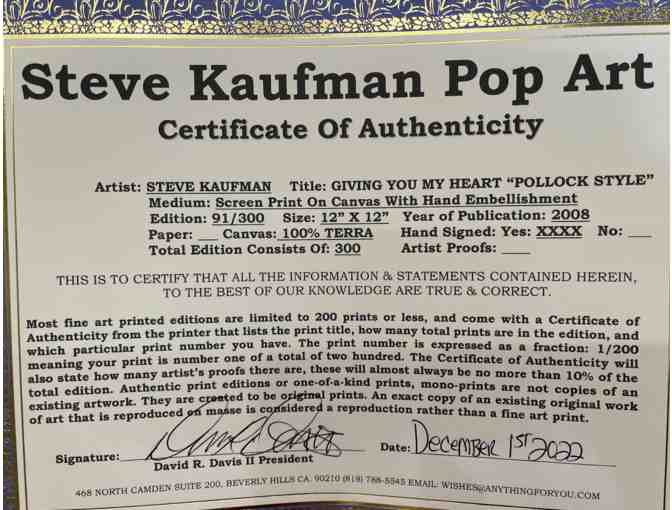 Steve Kaufman Pop Art
Certificate Of Authenticity
Artist: STEVE KAUFMAN Title: GIVING YOU MY HEART "POLLOCK STYLE"
Medium: Screen Print On Canvas With Hand Embellishment
Edition: 91/300 Size: 12" X 12" Year of Publication: 2008
Paper: ___ Canvas: 100% TERRA Hand Signed: Yes: XXXX No: ___
Total Edition Consists Of: 300 Artist Proofs: ____
THIS IS TO CERTIFY THAT ALL THE INFORMATION & STATEMENTS CONTAINED HEREIN,
TO THE BEST OF OUR KNOWLEDGE ARE TRUE & CORRECT.
Most fine art printed editions are limited to 200 prints or less, and come with a Certificate of
Authenticity from the printer that lists the print title, how many total prints are in the edition, and
which particular print number you have. The print number is expressed as a fraction: 1/200
meaning your print is number one of a total of two hundred. The Certificate of Authenticity will
also state how many artist's proofs there are, these will almost always be no more than 10% of the
total edition. Authentic print editions or one-of-a-kind prints, mono-prints are not copies of an
existing artwork. They are created to be original prints. An exact copy of an existing original work
of art that is reproduced en masse is considered a reproduction rather than a fine art print.
Signature: Date: December 1ST 2022
David R. Davis II President
468 NORTH CAMDEN SUITE 200, BEVERLY HILLS CA. 90210 (818) 788-5545 EMAIL: WISHES@ANYTHINGFORYOU.COM